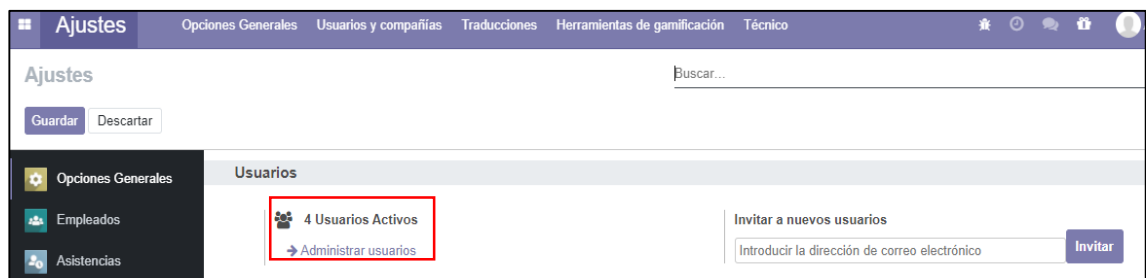 Ajustes Opciones Generales Usuarios y compañías Traducciones Herramientas de gamificación Técnico
Ajustes Buscar...
Guardar Descartar
Opciones Generales Usuarios
Empleados 4 Usuarios Activos Invitar a nuevos usuarios
Asistencias Administrar usuarios Introducir la dirección de correo electrónico Invitar